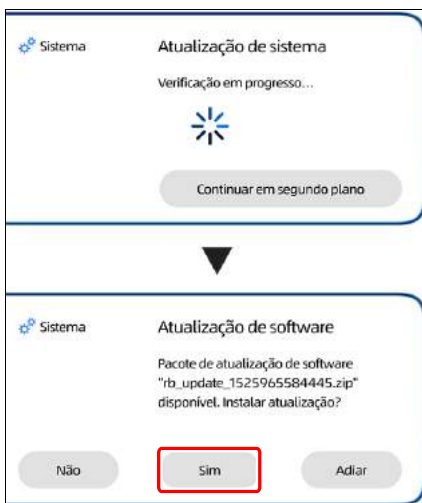 Sistema
Atualização de sistema
Verificação em progresso...
Continuar em segundo plano
Sistema
Atualização de software
Pacote de atualização de software
"rb_update_1525965584445.zip"
disponível. Instalar atualização?
Não
Sim
Adiar